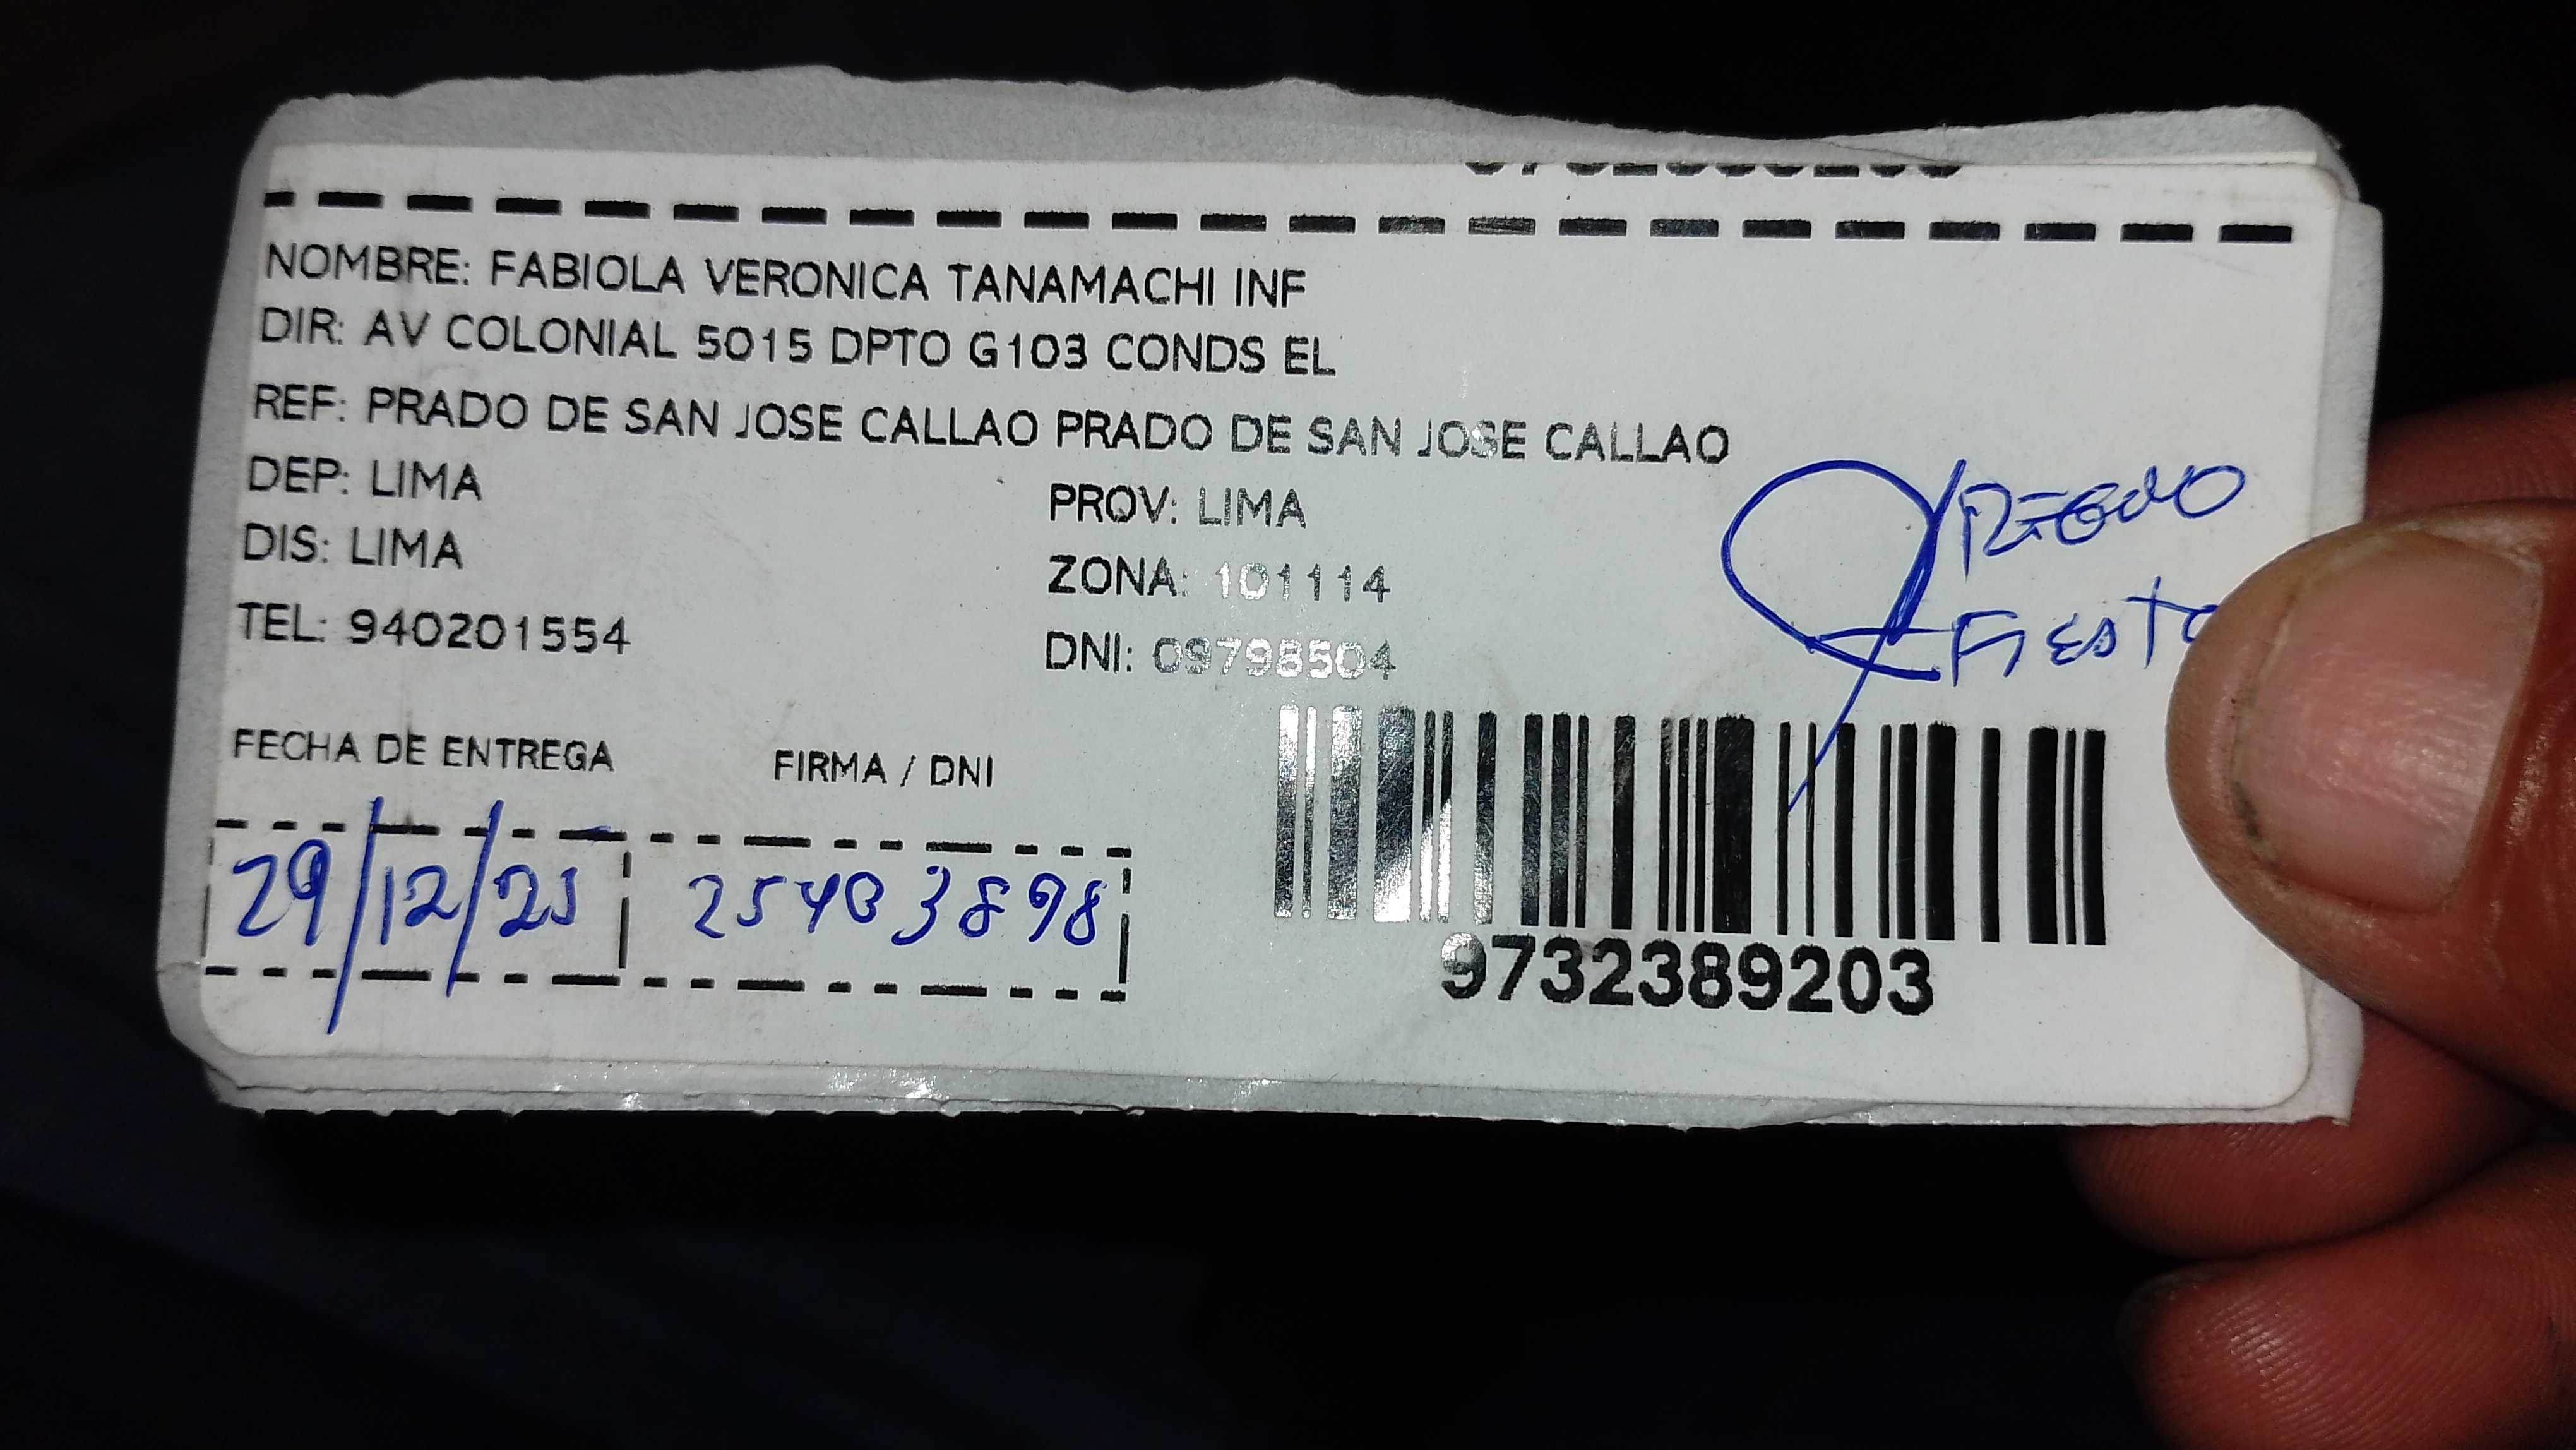 NOMBRE: FABIOLA VERONICA TANAMACHI INF
DIR: AV COLONIAL 5015 DPTO G103 CONDS EL
REF: PRADO DE SAN JOSE CALLAO PRADO DE SAN JOSE CALLAO
DEP: LIMA
PROV: LIMA
DIS: LIMA
ZONA: 101114
TEL: 940201554
DNI: 09798504
FECHA DE ENTREGA
FIRMA / DNI
29/12/25
25403898
9732389203